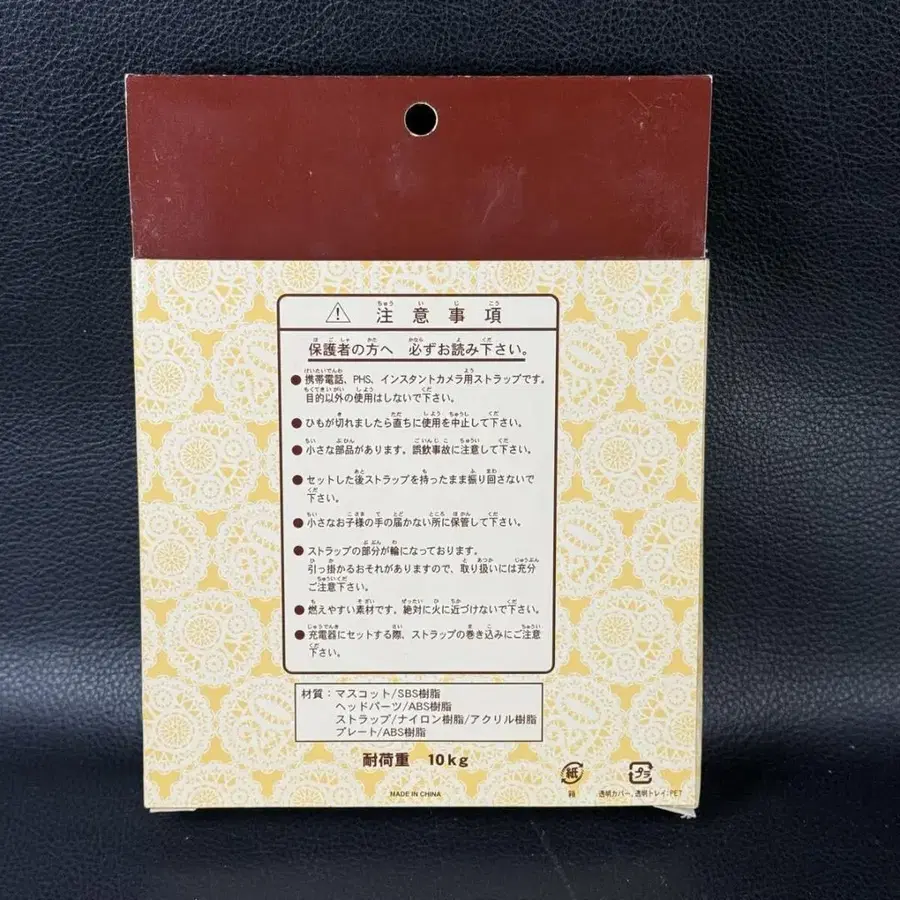 注意事項
保護者の方へ 必ずお読み下さい。
●携帯電話、PHS、インスタントカメラ用ストラップです。
目的以外の使用はしないで下さい。
●ひもが切れましたら直ちに使用を中止して下さい。
●小さな部品があります。誤飲事故に注意して下さい。
●セットした後ストラップを持ったまま振り回さないで
下さい。
●小さなお子様の手の届かない所に保管して下さい。
●ストラップの部分が輪になっております。
引っ掛かるおそれがありますので、取り扱いには充分
ご注意下さい。
●燃えやすい素材です。絶対に火に近づけないで下さい。
●充電器にセットする際、ストラップの巻き込みにご注意
下さい。
材質：マスコット/SBS樹脂
ヘッドパーツ/ABS樹脂
ストラップ/ナイロン樹脂/アクリル樹脂
プレート/ABS樹脂
耐荷重 10kg
紙
プラ
箱
透明カバー、透明トレイ:PET
MADE IN CHINA